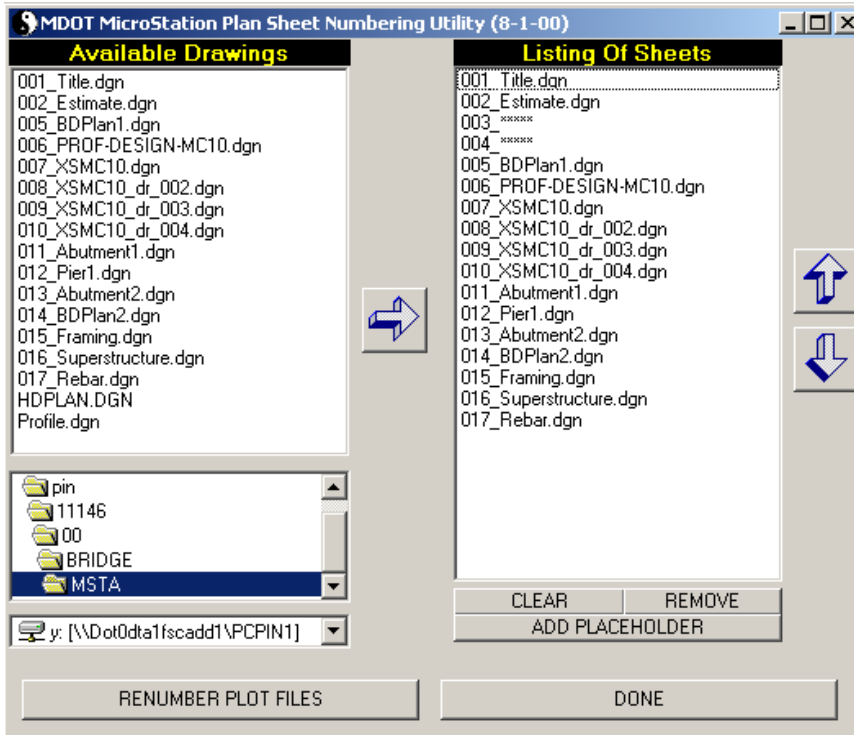 MDOT MicroStation Plan Sheet Numbering Utility (8-1-00)
Available Drawings
001_Title.dgn
002_Estimate.dgn
005_BDPlan1.dgn
006_PROF-DESIGN-MC10.dgn
007_XSMC10.dgn
008_XSMC10_dr_002.dgn
009_XSMC10_dr_003.dgn
010_XSMC10_dr_004.dgn
011_Abutment1.dgn
012_Pier1.dgn
013_Abutment2.dgn
014_BDPlan2.dgn
015_Framing.dgn
016_Superstructure.dgn
017_Rebar.dgn
HDPLAN.DGN
Profile.dgn
pin
11146
00
BRIDGE
MSTA
y: [\\Dot0dta1fscadd1\PCPIN1]
Listing Of Sheets
001_Title.dgn
002_Estimate.dgn
003_*****
004_*****
005_BDPlan1.dgn
006_PROF-DESIGN-MC10.dgn
007_XSMC10.dgn
008_XSMC10_dr_002.dgn
009_XSMC10_dr_003.dgn
010_XSMC10_dr_004.dgn
011_Abutment1.dgn
012_Pier1.dgn
013_Abutment2.dgn
014_BDPlan2.dgn
015_Framing.dgn
016_Superstructure.dgn
017_Rebar.dgn
CLEAR REMOVE
ADD PLACEHOLDER
RENUMBER PLOT FILES DONE